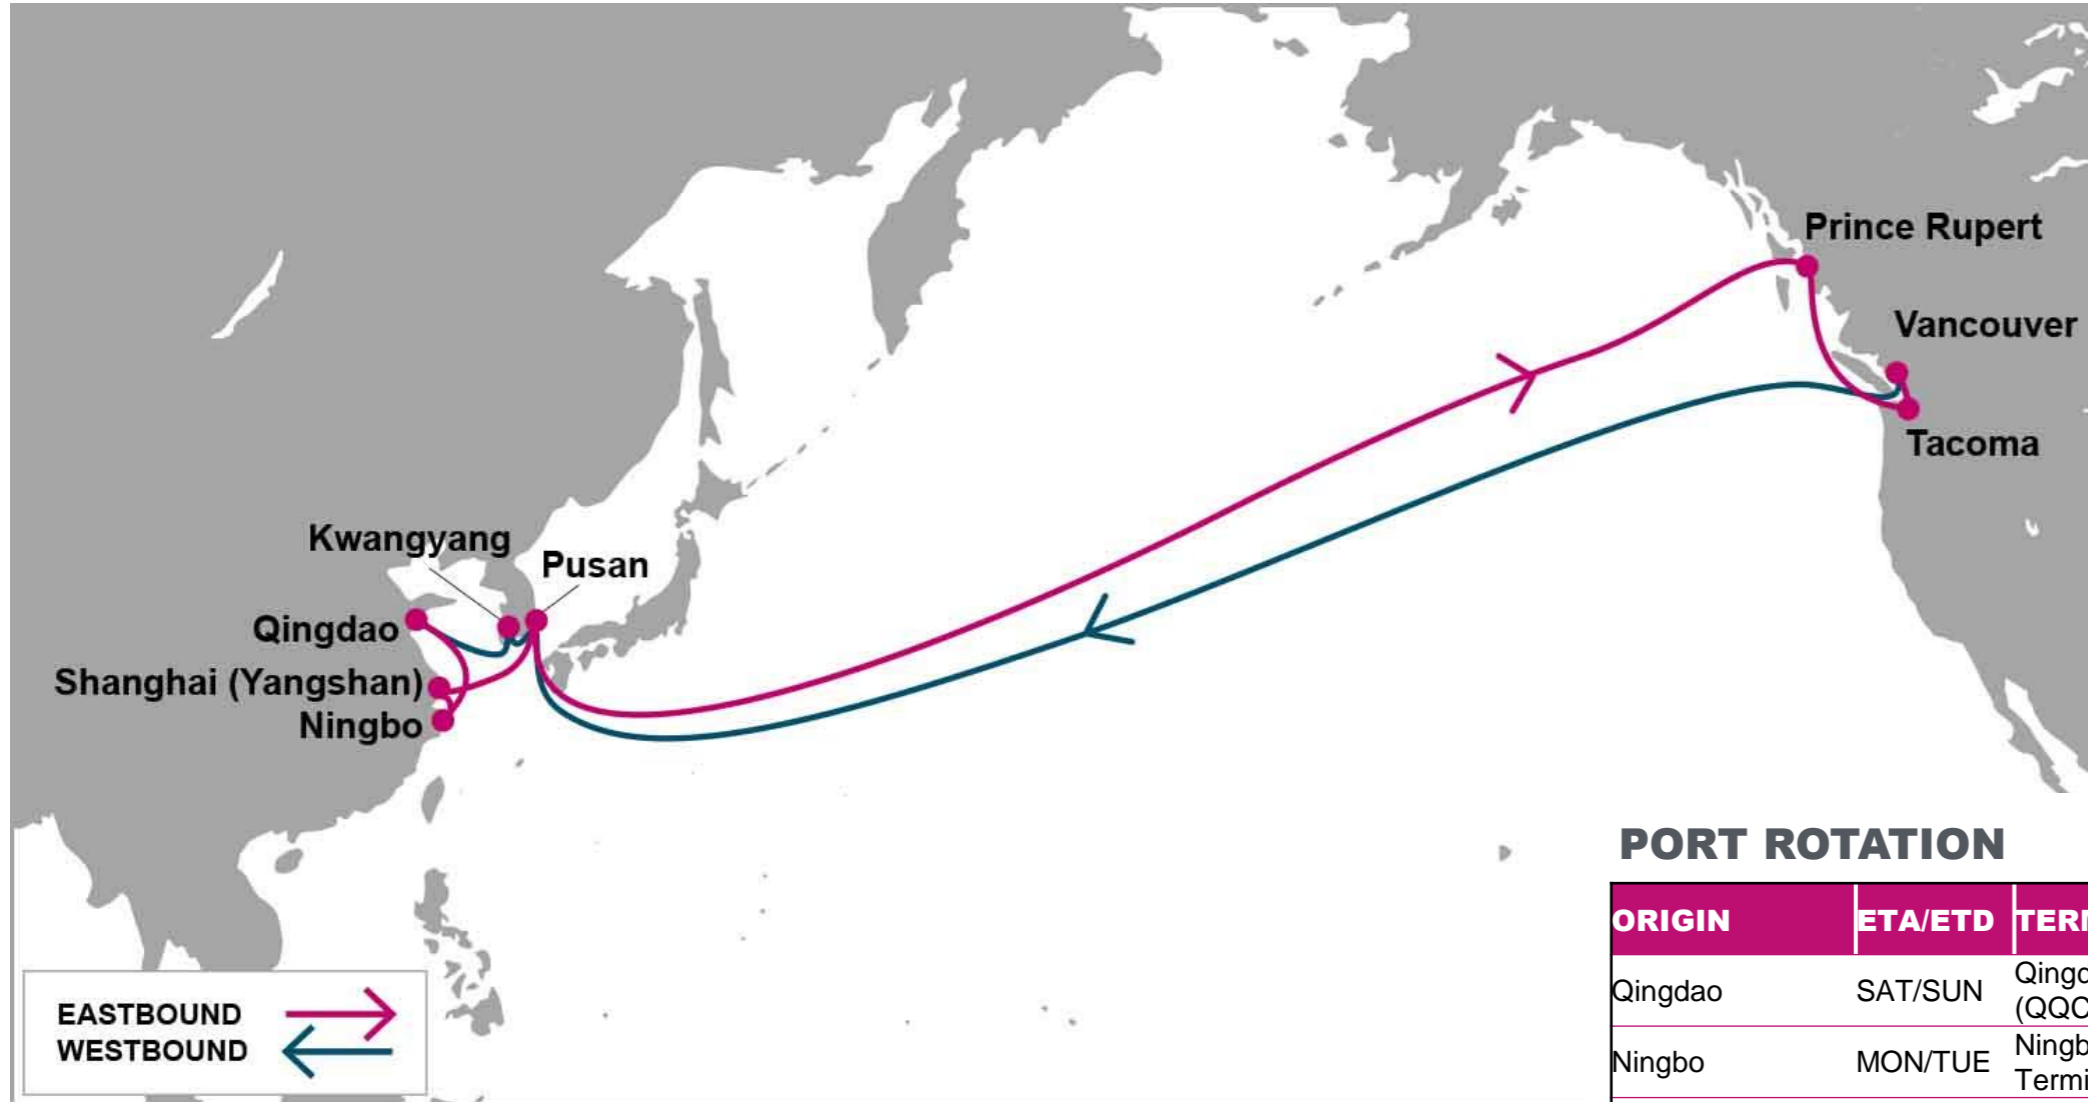 Prince Rupert
Vancouver
Tacoma
Kwangyang
Pusan
Qingdao
Shanghai (Yangshan)
Ningbo
EASTBOUND
WESTBOUND
PORT ROTATION
ORIGIN ETA/ETD
Qingdao SAT/SUN
Ningbo MON/TUE